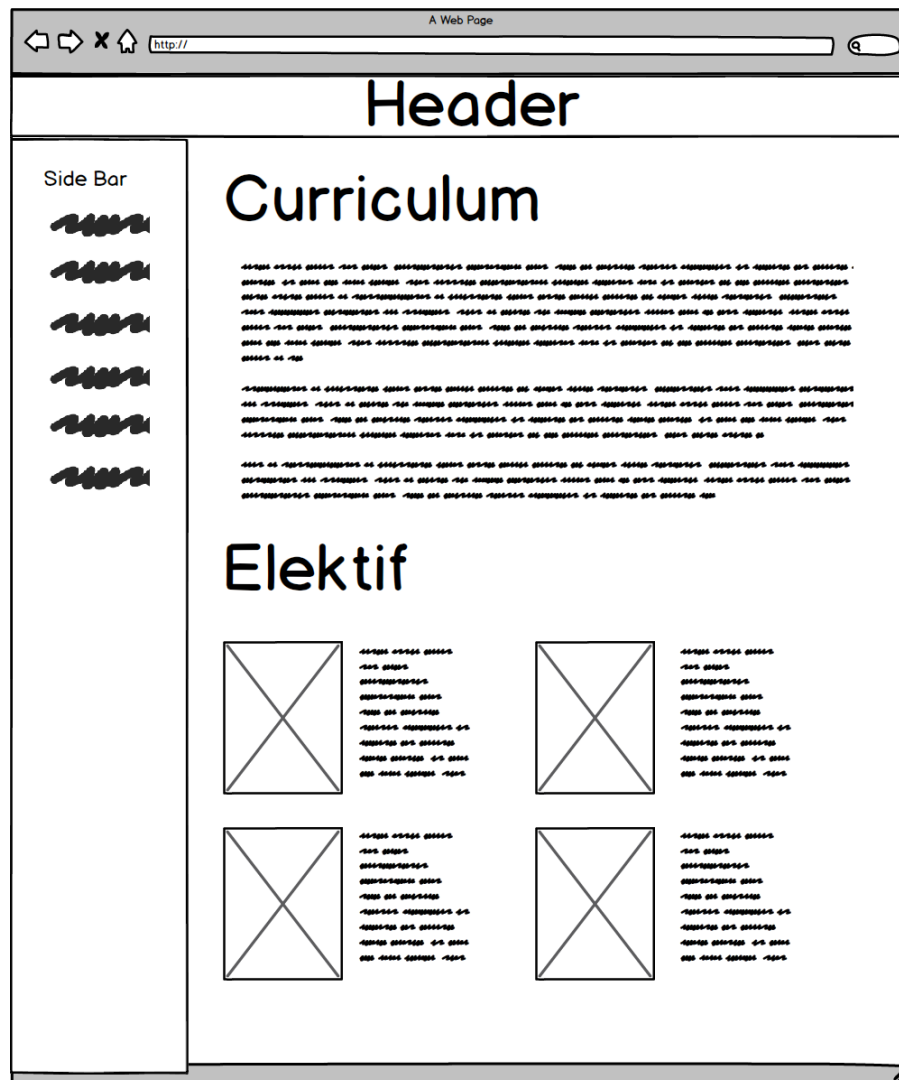 A Web Page
http://
Header
Side Bar
Curriculum
Elektif